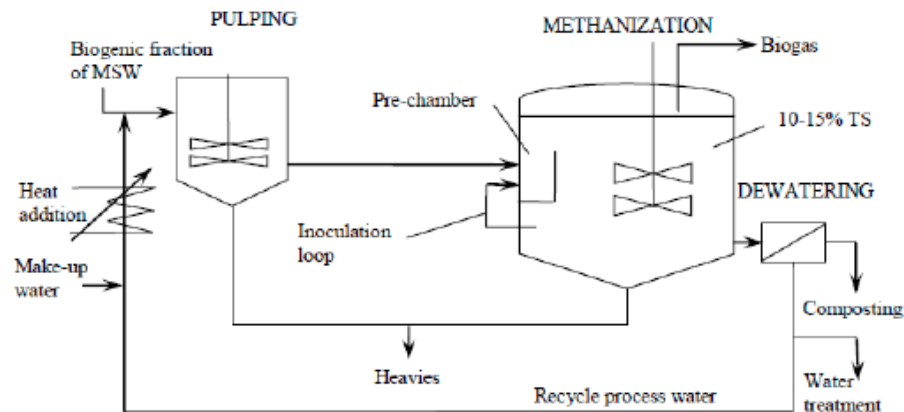 PULPING
METHANIZATION
Biogenic fraction
of MSW
Biogas
Pre-chamber
10-15% TS
Heat
addition
DEWATERING
Inoculation
loop
Make-up
water
Composting
Heavies
Recycle process water
Water
treatment